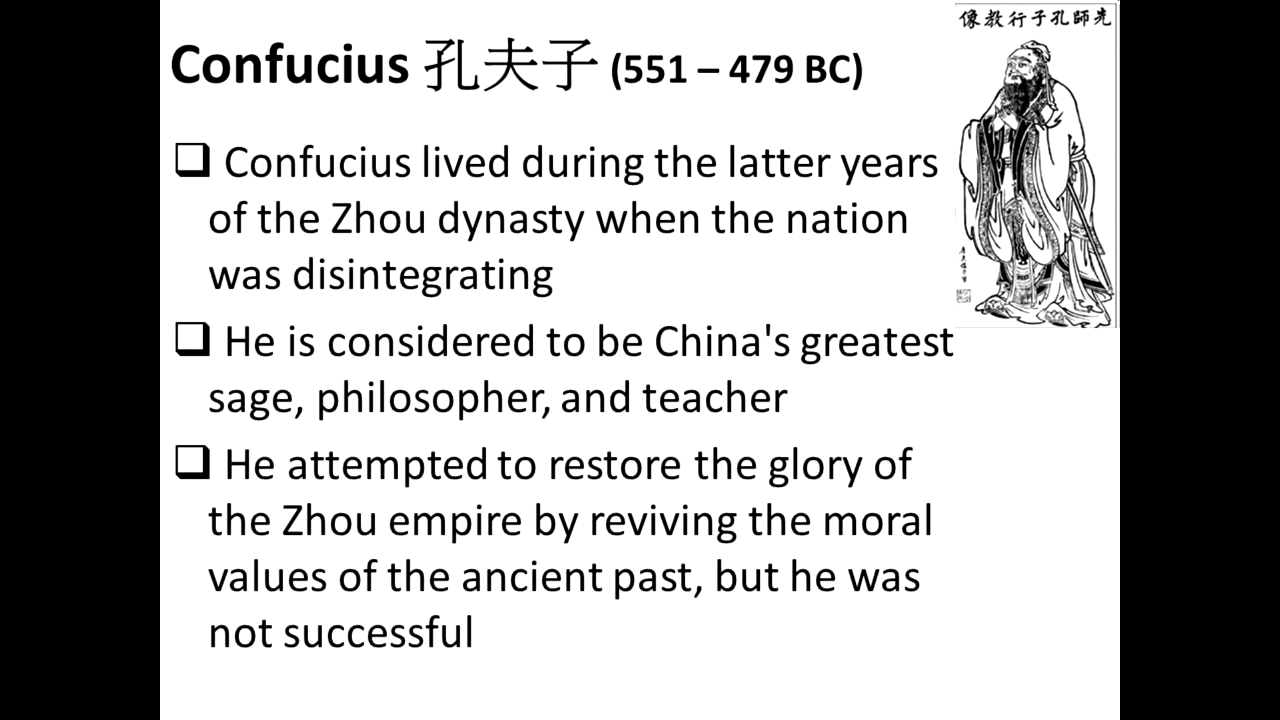 Confucius 孔夫子 (551 – 479 BC)
像教行子孔師先
Confucius lived during the latter years
of the Zhou dynasty when the nation
was disintegrating
He is considered to be China's greatest
sage, philosopher, and teacher
He attempted to restore the glory of
the Zhou empire by reviving the moral
values of the ancient past, but he was
not successful